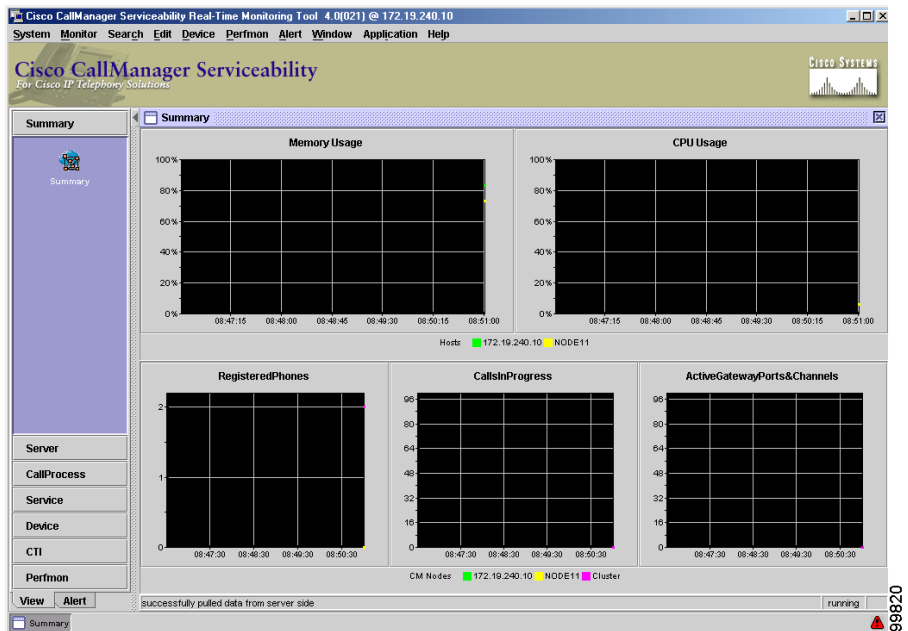 Cisco CallManager Serviceability Real-Time Monitoring Tool 4.0(021) @ 172.19.240.10
System Monitor Search Edit Device Perfmon Alert Window Application Help
Cisco CallManager Serviceability
For Cisco IP Telephony Solutions
CISCO SYSTEMS
Summary
Summary
Summary
Memory Usage
100%
80%
60%
40%
20%
0%
08:47:15 08:48:00 08:48:45 08:49:30 08:50:15 08:51:00
CPU Usage
100%
80%
60%
40%
20%
0%
08:47:15 08:48:00 08:48:45 08:49:30 08:50:15 08:51:00
Hosts 172.19.240.10 NODE11
RegisteredPhones
2
1
0
08:47:30 08:48:30 08:49:30 08:50:30
CallsInProgress
96
80
64
48
32
16
0
08:47:30 08:48:30 08:49:30 08:50:30
ActiveGatewayPorts&Channels
96
80
64
48
32
16
0
08:47:30 08:48:30 08:49:30 08:50:30
CM Nodes 172.19.240.10 NODE11 Cluster
Server
CallProcess
Service
Device
CTI
Perfmon
View Alert
successfully pulled data from server side
running
Summary
99820